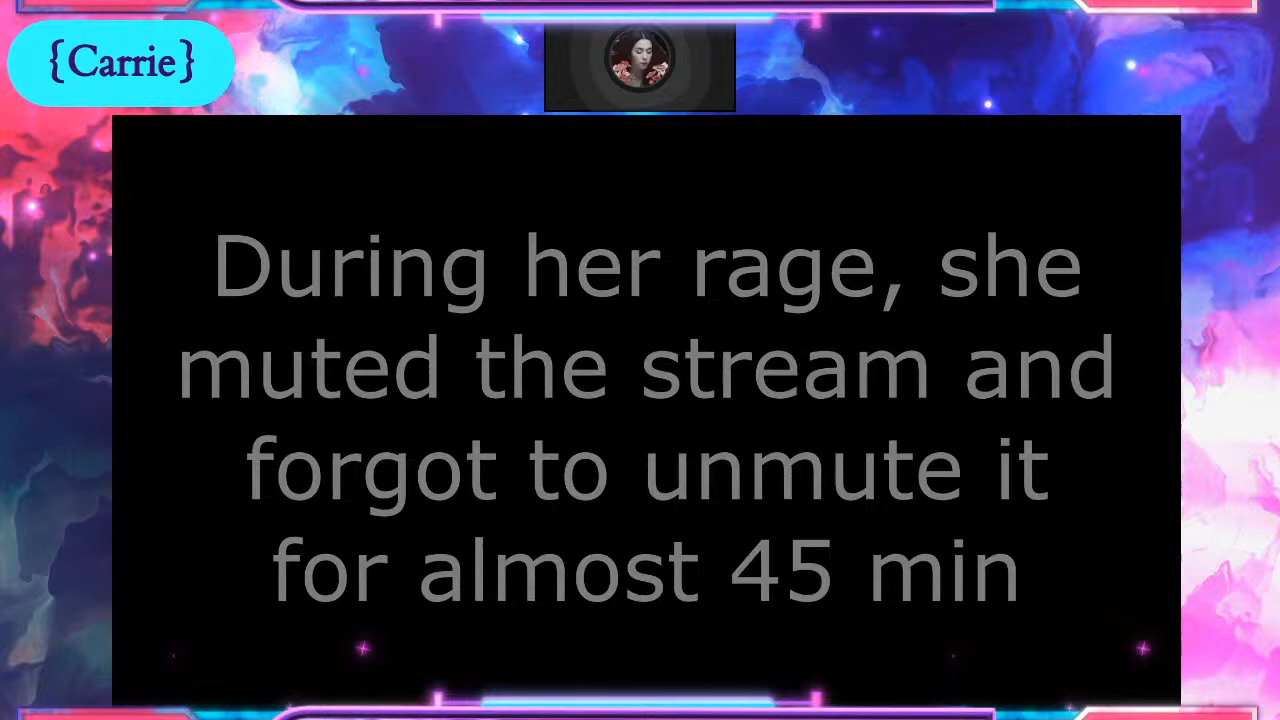 {Carrie}
During her rage, she
muted the stream and
forgot to unmute it
for almost 45 min